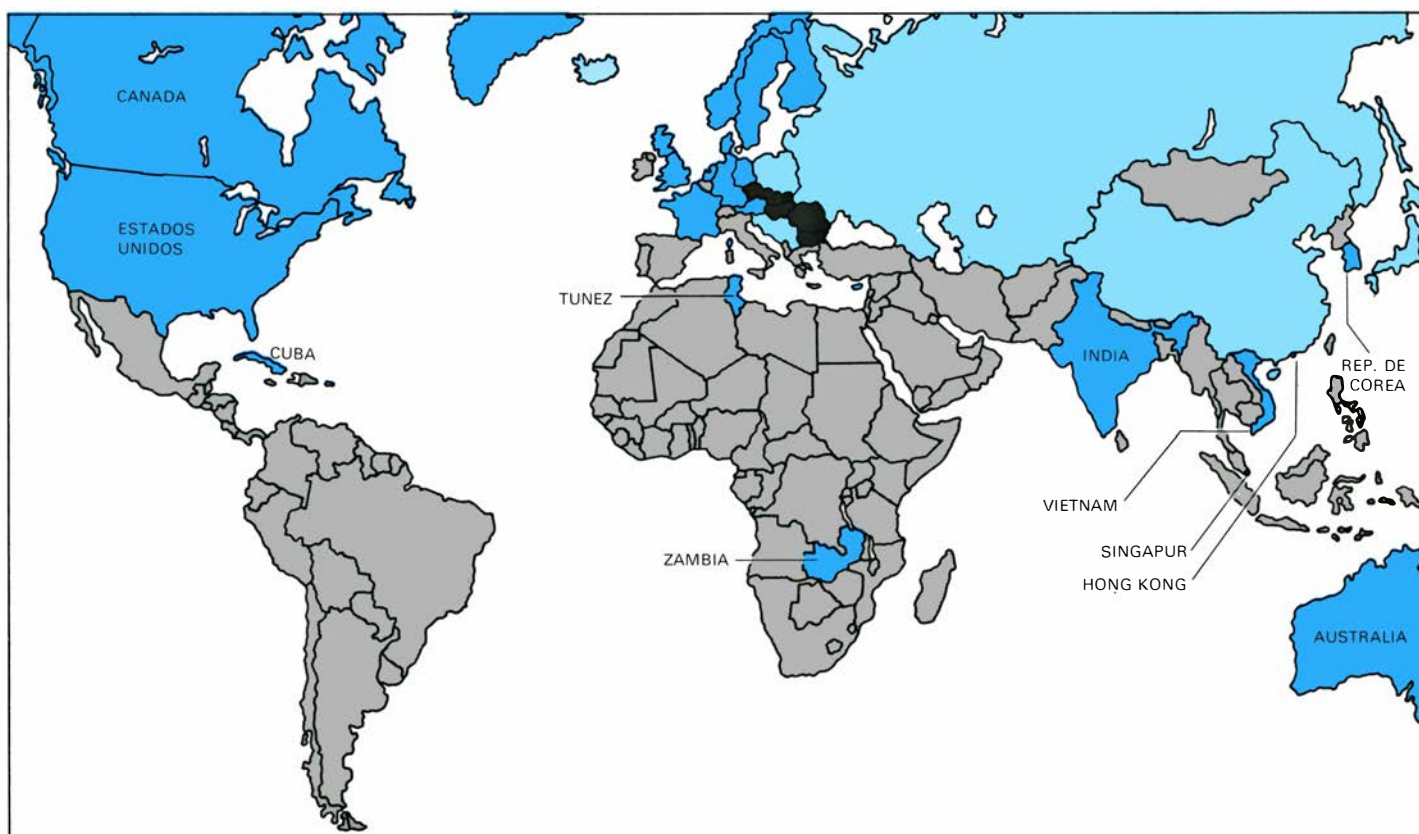 CANADA
ESTADOS
UNIDOS
CUBA
TUNEZ
ZAMBIA
INDIA
REP. DE
COREA
VIETNAM
SINGAPUR
HONG KONG
AUSTRALIA